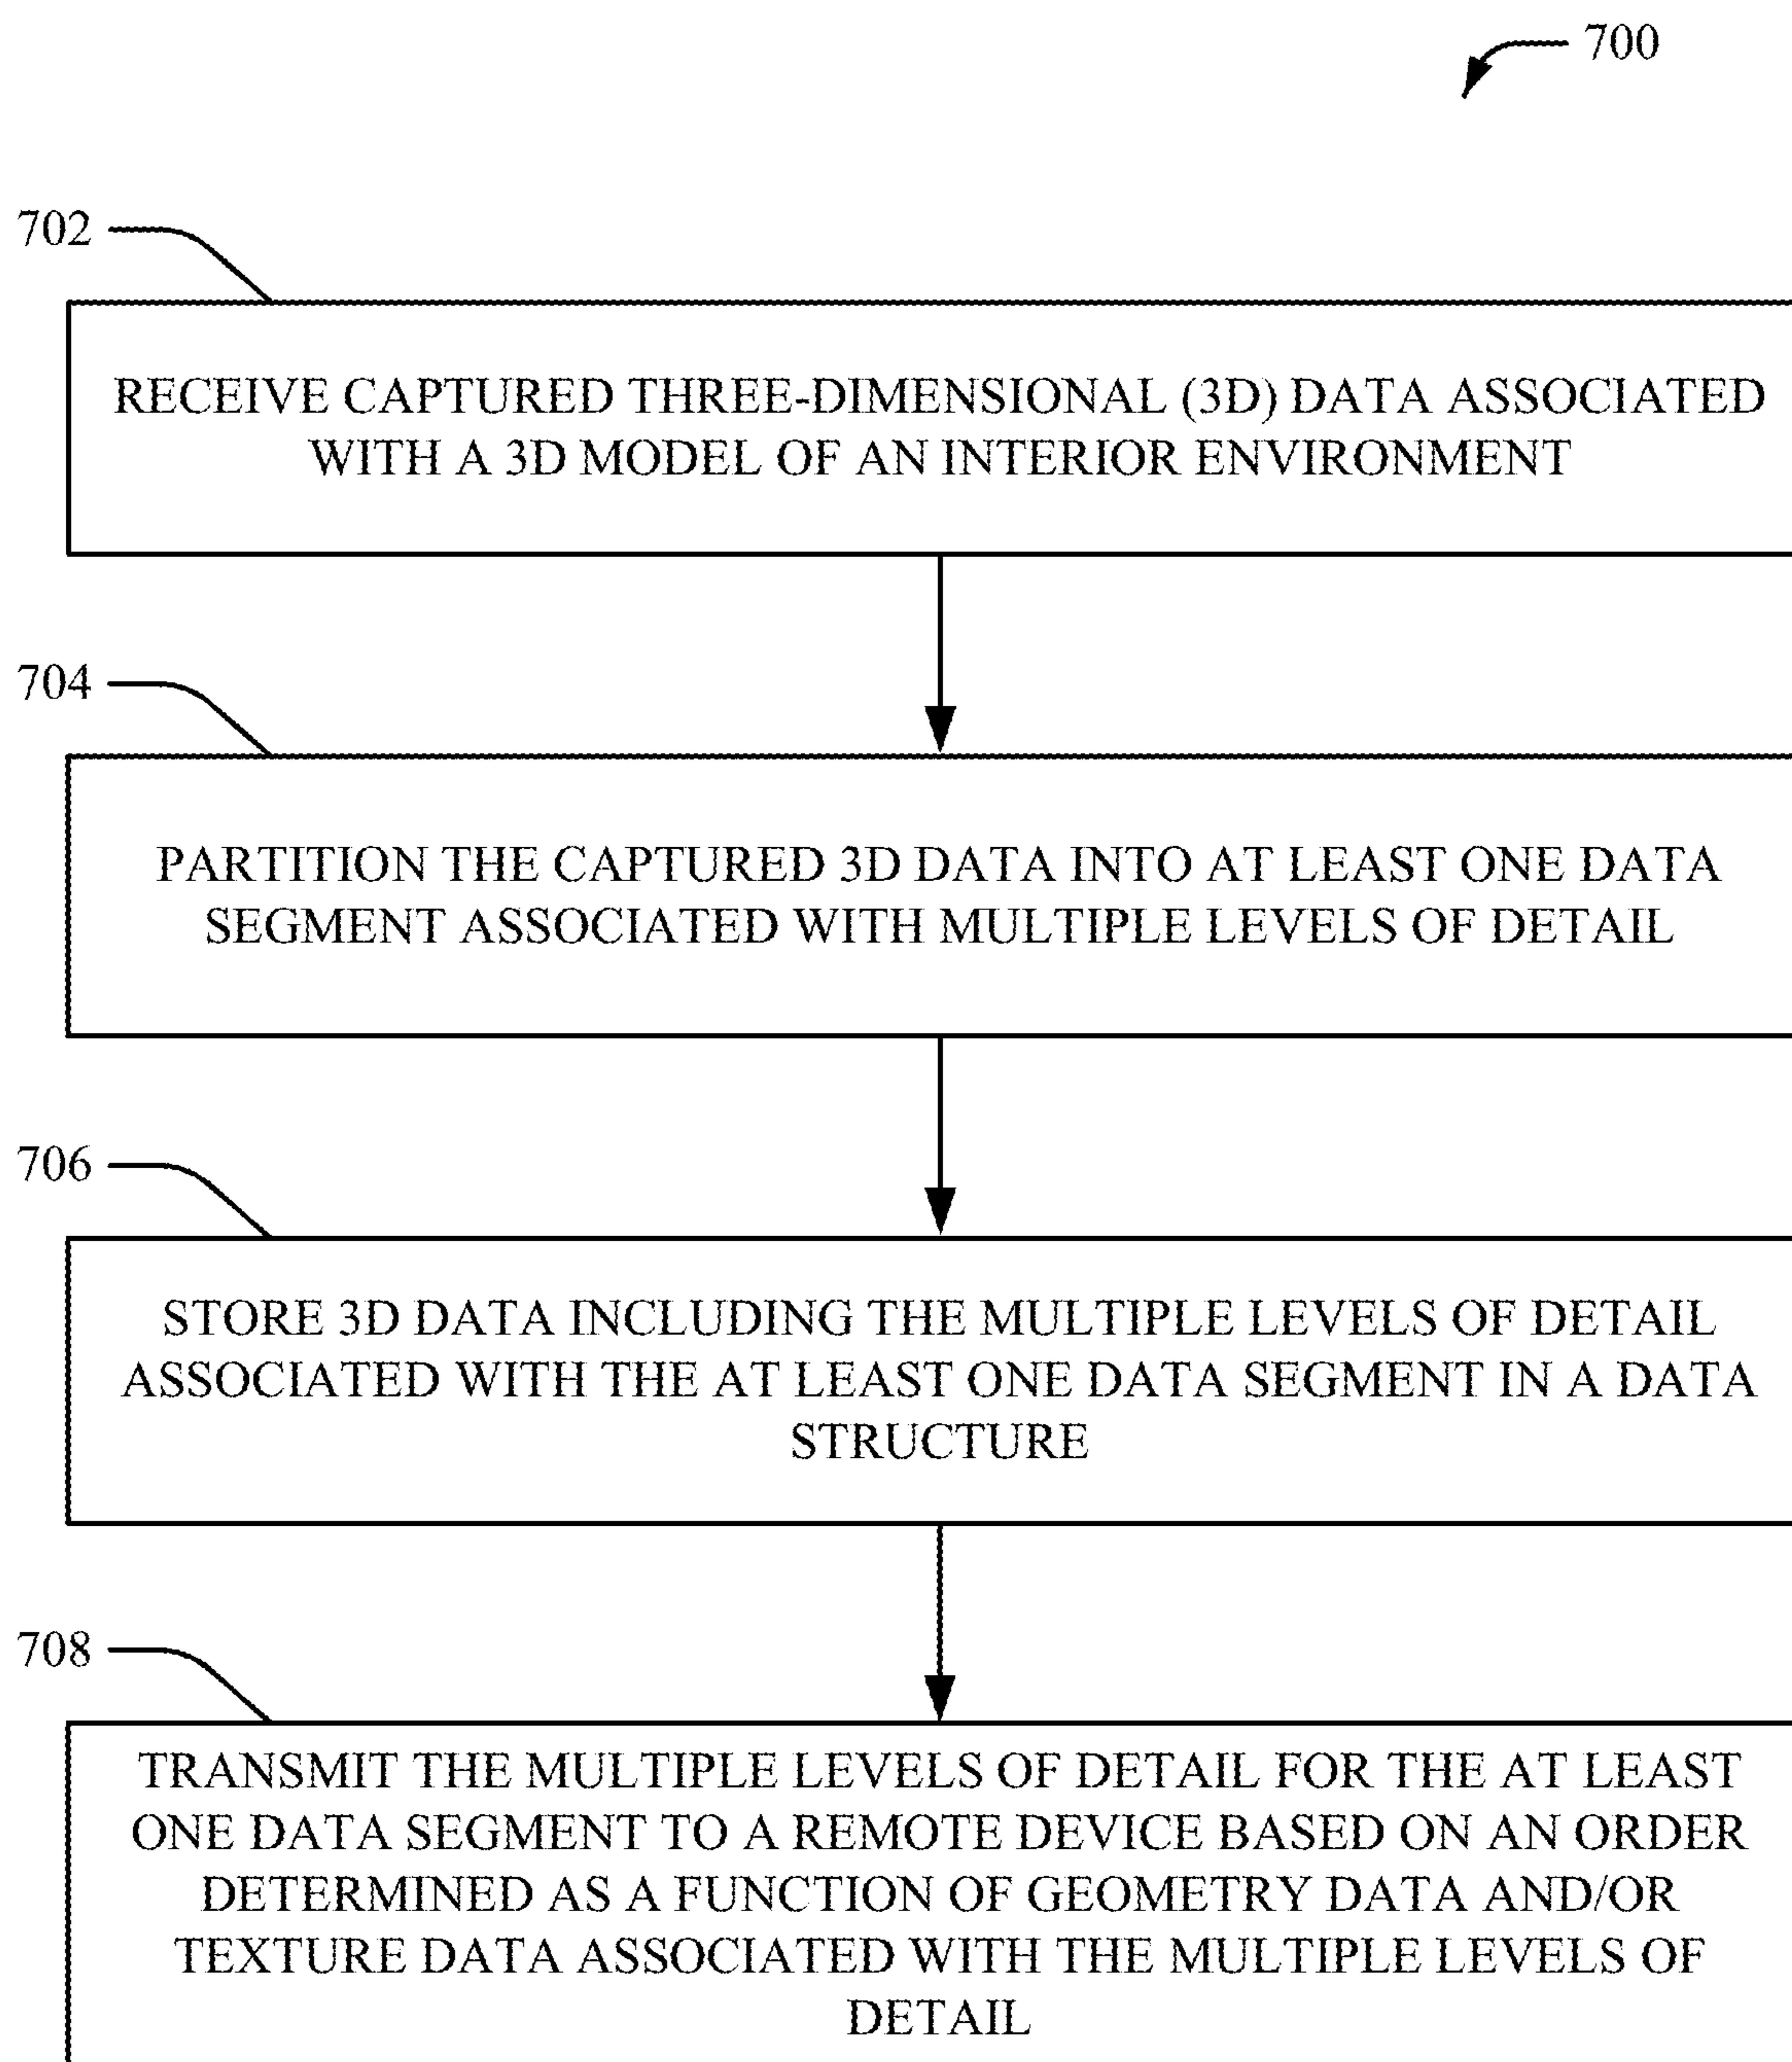 700
702
RECEIVE CAPTURED THREE-DIMENSIONAL (3D) DATA ASSOCIATED
WITH A 3D MODEL OF AN INTERIOR ENVIRONMENT
704
PARTITION THE CAPTURED 3D DATA INTO AT LEAST ONE DATA
SEGMENT ASSOCIATED WITH MULTIPLE LEVELS OF DETAIL
706
STORE 3D DATA INCLUDING THE MULTIPLE LEVELS OF DETAIL
ASSOCIATED WITH THE AT LEAST ONE DATA SEGMENT IN A DATA
STRUCTURE
708
TRANSMIT THE MULTIPLE LEVELS OF DETAIL FOR THE AT LEAST
ONE DATA SEGMENT TO A REMOTE DEVICE BASED ON AN ORDER
DETERMINED AS A FUNCTION OF GEOMETRY DATA AND/OR
TEXTURE DATA ASSOCIATED WITH THE MULTIPLE LEVELS OF
DETAIL